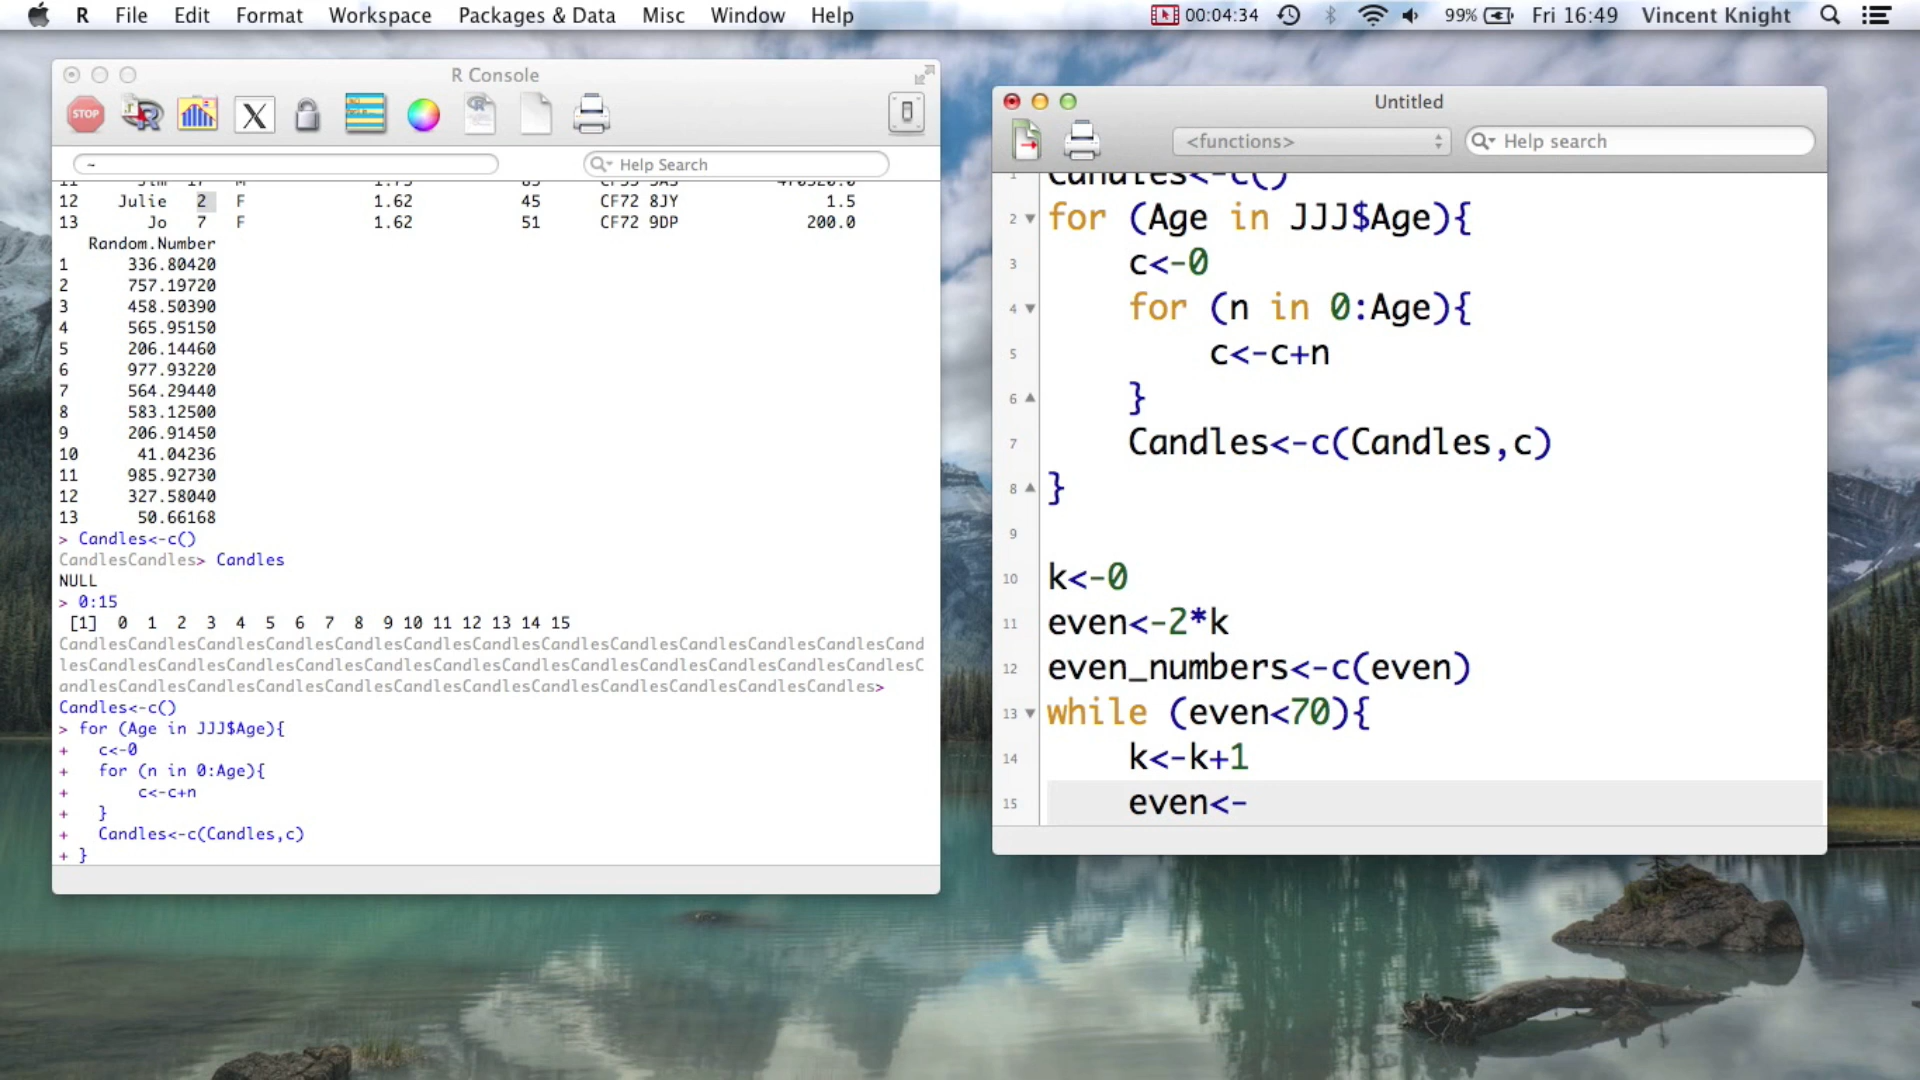 R File Edit Format Workspace Packages & Data Misc Window Help 00:04:34 99% Fri 16:49 Vincent Knight
R Console
STOP
~ Help Search
12 Julie 2 F 1.62 45 CF72 8JY 1.5
13 Jo 7 F 1.62 51 CF72 9DP 200.0
Random.Number
1 336.80420
2 757.19720
3 458.50390
4 565.95150
5 206.14460
6 977.93220
7 564.29440
8 583.12500
9 206.91450
10 41.04236
11 985.92730
12 327.58040
13 50.66168
> Candles<-c()
CandlesCandles> Candles
NULL
> 0:15
[1] 0 1 2 3 4 5 6 7 8 9 10 11 12 13 14 15
CandlesCandlesCandlesCandlesCandlesCandlesCandlesCandlesCandlesCandlesCandlesCandlesCand
lesCandlesCandlesCandlesCandlesCandlesCandlesCandlesCandlesCandlesCandlesCandlesCandlesC
andlesCandlesCandlesCandlesCandlesCandlesCandlesCandlesCandlesCandlesCandlesCandles>
Candles<-c()
> for (Age in JJJ$Age){
+ c<-0
+ for (n in 0:Age){
+ c<-c+n
+ }
+ Candles<-c(Candles,c)
+ }
Untitled
<functions> Help search
1 Candles<-c()
2 for (Age in JJJ$Age){
3 c<-0
4 for (n in 0:Age){
5 c<-c+n
6 }
7 Candles<-c(Candles,c)
8 }
9
10 k<-0
11 even<-2*k
12 even_numbers<-c(even)
13 while (even<70){
14 k<-k+1
15 even<-